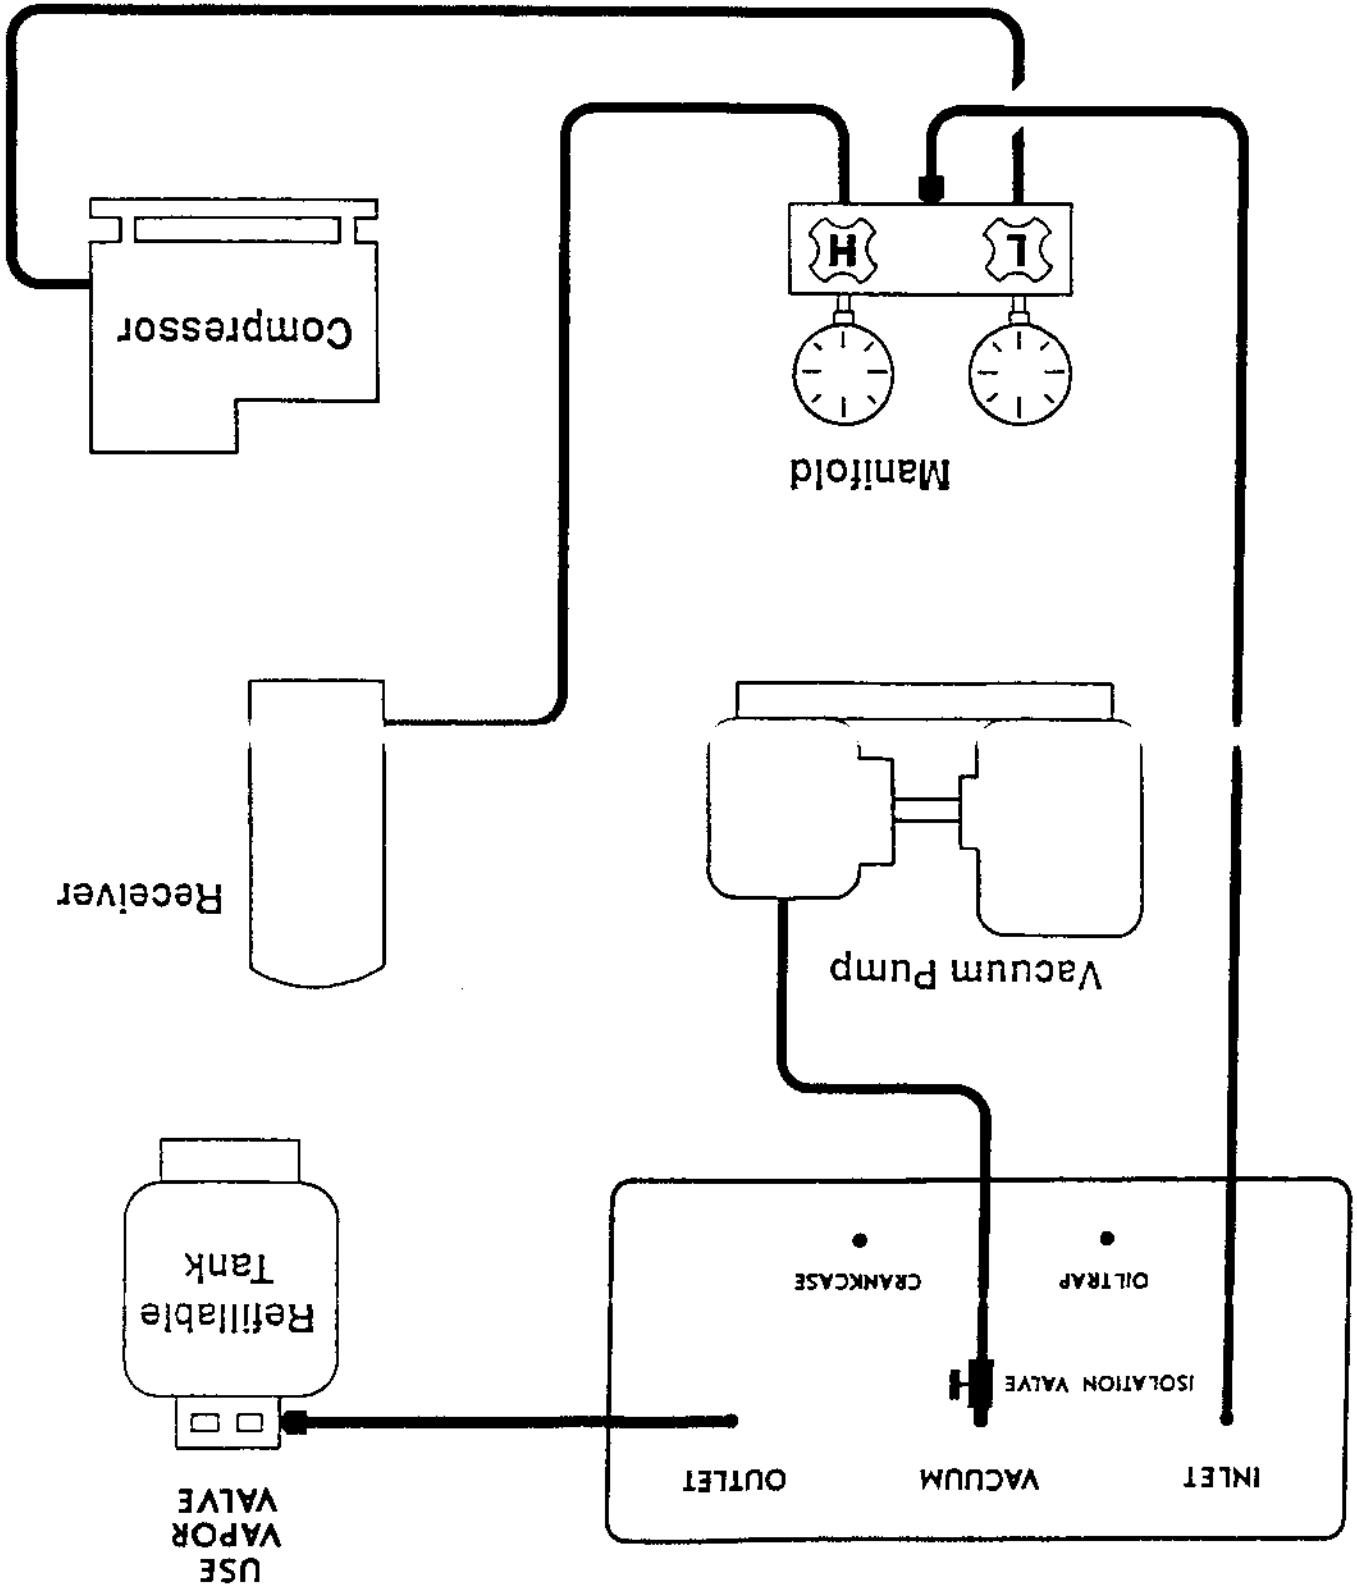 USE
VAPOR
VALVE
INLET
VACUUM
OUTLET
ISOLATION VALVE
Refillable
Tank
OILTRAP
CRANKCASE
Vacuum Pump
Receiver
Manifold
Compressor
L
H